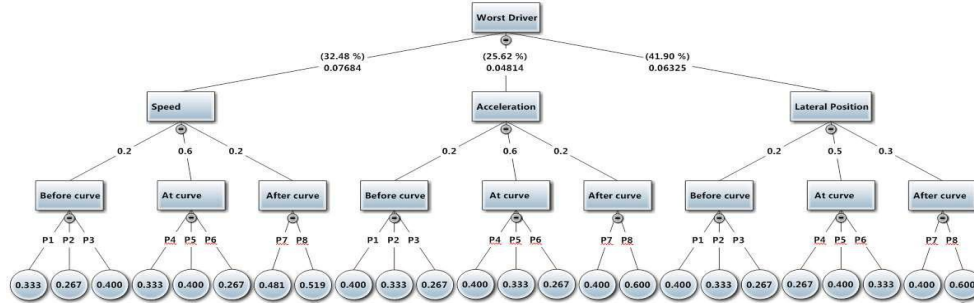 Worst Driver
(32.48 %) (25.62 %) (41.90 %)
0.07684 0.04814 0.06325
Speed Acceleration Lateral Position
0.2 0.6 0.2 0.2 0.6 0.2 0.2 0.5 0.3
Before curve At curve After curve Before curve At curve After curve Before curve At curve After curve
P1 P2 P3 P4 P5 P6 P7 P8 P1 P2 P3 P4 P5 P6 P7 P8 P1 P2 P3 P4 P5 P6 P7 P8
0.333 0.267 0.400 0.333 0.400 0.267 0.481 0.519 0.400 0.333 0.267 0.400 0.333 0.267 0.400 0.600 0.400 0.333 0.267 0.267 0.400 0.333 0.400 0.600